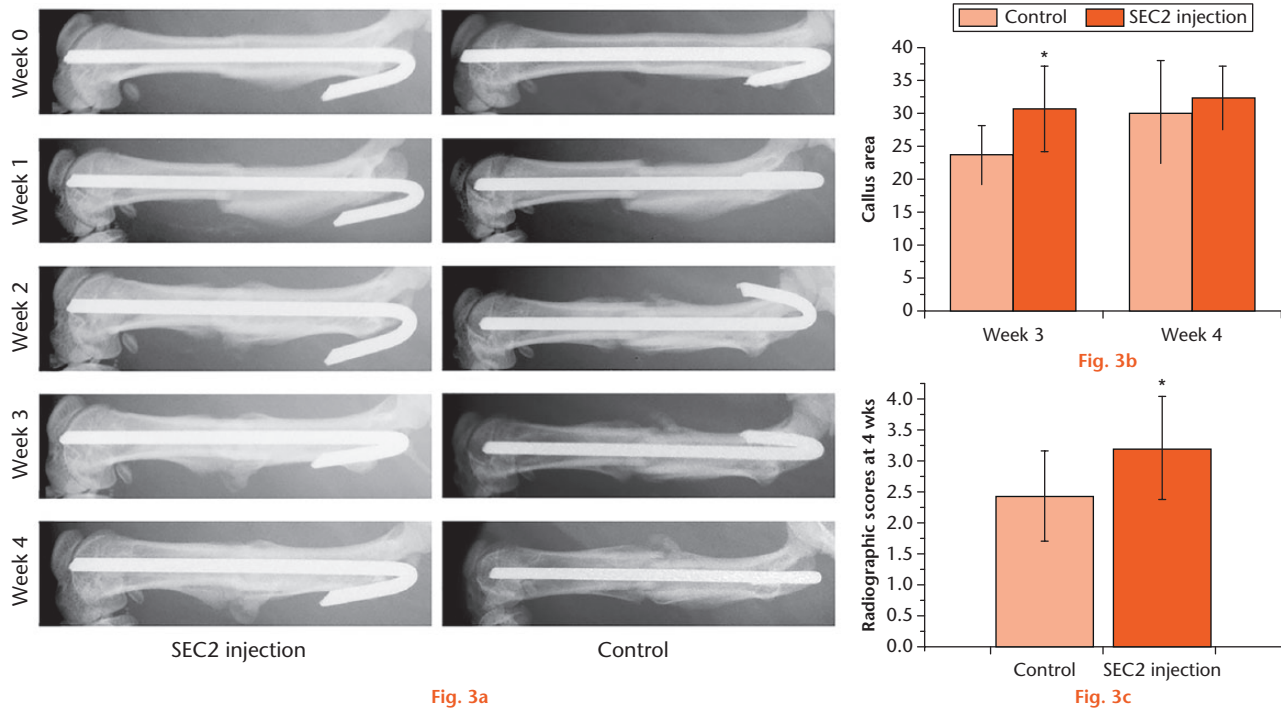 Week 0
Week 1
Week 2
Week 3
Week 4
SEC2 injection
Control
Fig. 3a
Control
SEC2 injection
Callus area
40
35
30
25
20
15
10
5
0
*
Week 3
Week 4
Fig. 3b
Radiographic scores at 4 wks
4.0
3.5
3.0
2.5
2.0
1.5
1.0
0.5
0.0
*
Control
SEC2 injection
Fig. 3c